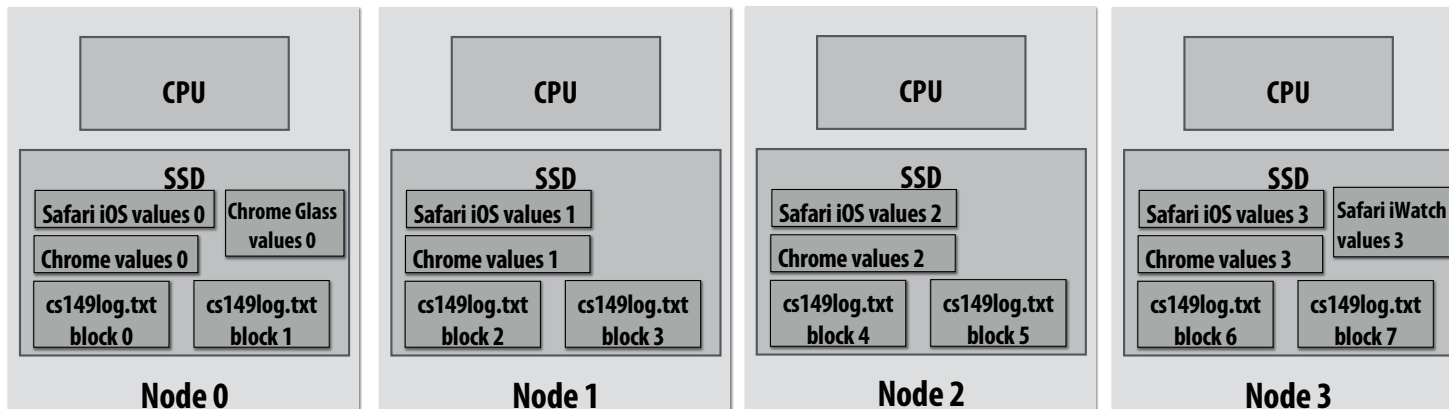 CPU
SSD
Safari iOS values 0
Chrome Glass
values 0
Chrome values 0
cs149log.txt
block 0
cs149log.txt
block 1
Node 0
CPU
SSD
Safari iOS values 1
Chrome values 1
cs149log.txt
block 2
cs149log.txt
block 3
Node 1
CPU
SSD
Safari iOS values 2
Chrome values 2
cs149log.txt
block 4
cs149log.txt
block 5
Node 2
CPU
SSD
Safari iOS values 3
Safari iWatch
values 3
Chrome values 3
cs149log.txt
block 6
cs149log.txt
block 7
Node 3